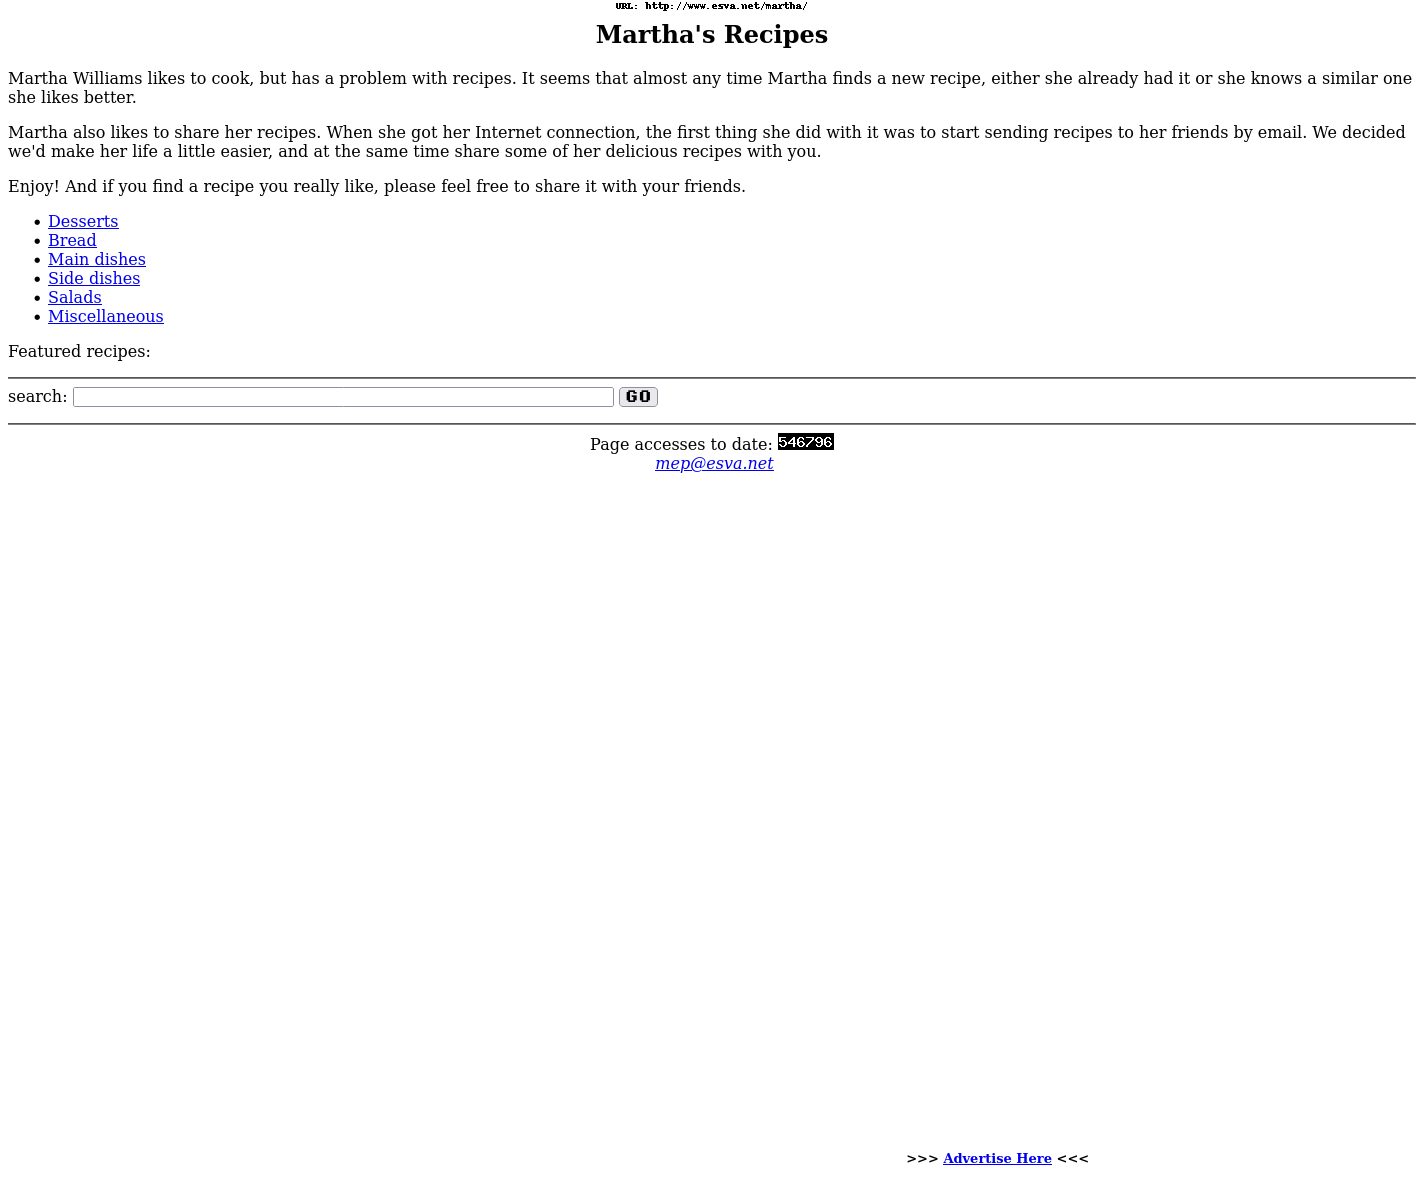 URL: http://www.esva.net/martha/
Martha's Recipes
Martha Williams likes to cook, but has a problem with recipes. It seems that almost any time Martha finds a new recipe, either she already had it or she knows a similar one
she likes better.
Martha also likes to share her recipes. When she got her Internet connection, the first thing she did with it was to start sending recipes to her friends by email. We decided
we'd make her life a little easier, and at the same time share some of her delicious recipes with you.
Enjoy! And if you find a recipe you really like, please feel free to share it with your friends.
• Desserts
• Bread
• Main dishes
• Side dishes
• Salads
• Miscellaneous
Featured recipes:
search: GO
Page accesses to date: 546796
mep@esva.net
>>> Advertise Here <<<